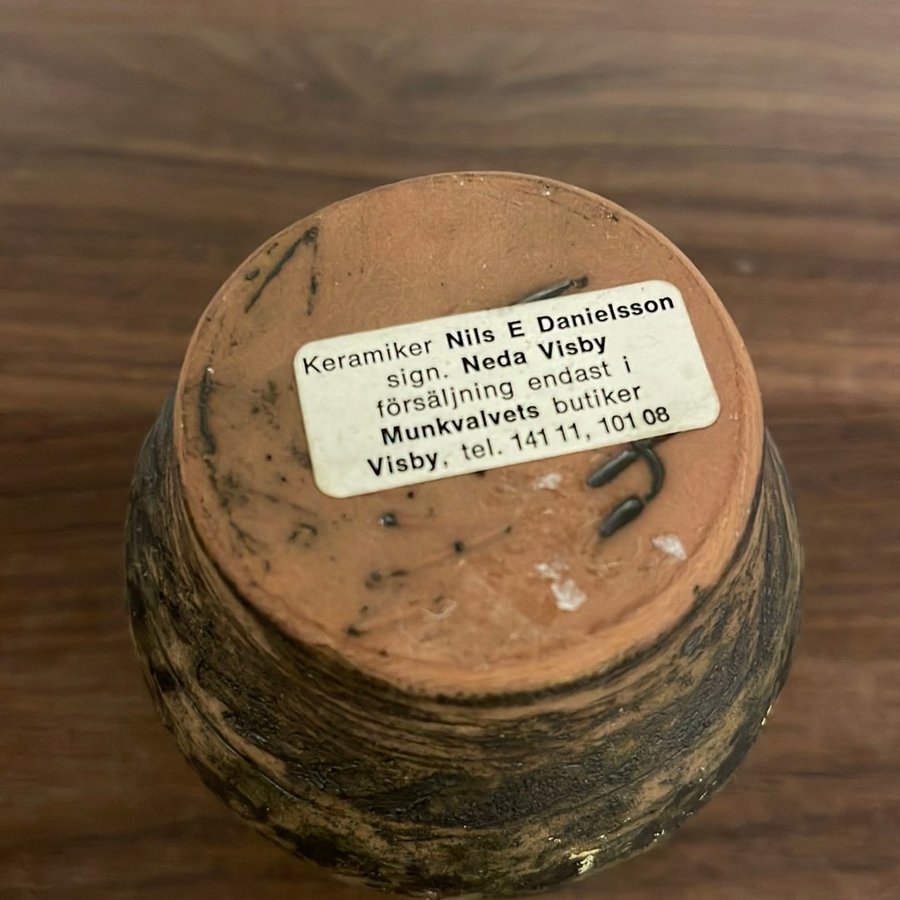 Keramiker Nils E Danielsson
sign. Neda Visby
försäljning endast i
Munkvalvets butiker
Visby, tel. 141 11, 101 08